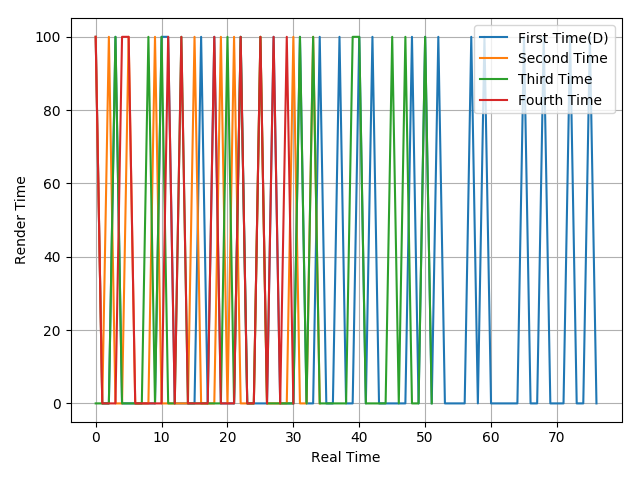 100
80
60
40
20
0
Render Time
First Time(D)
Second Time
Third Time
Fourth Time
0 10 20 30 40 50 60 70
Real Time